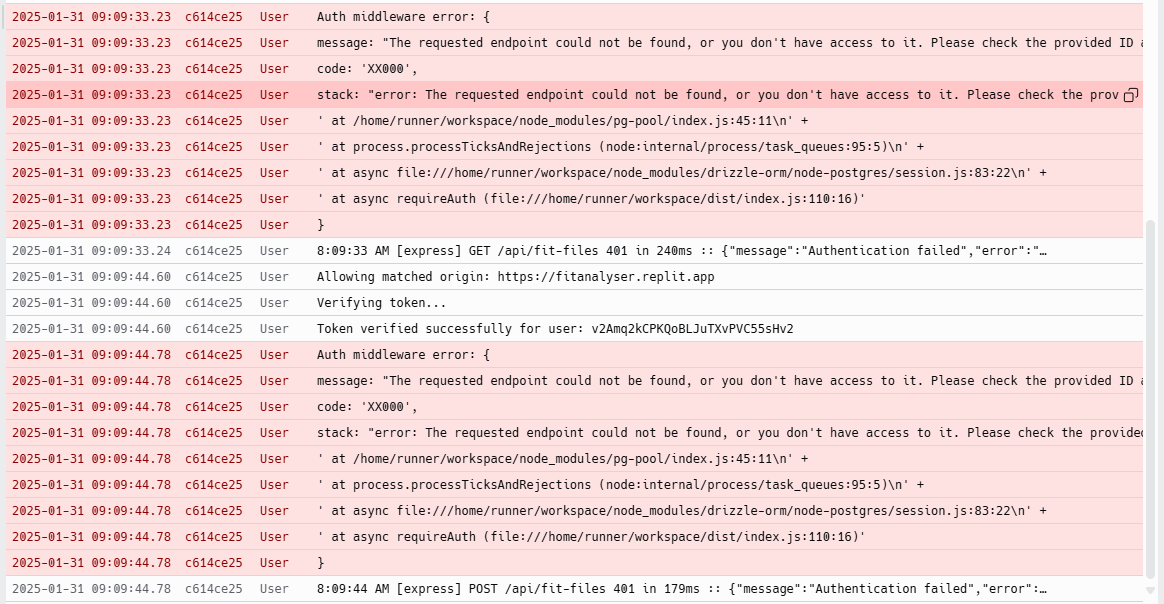 2025-01-31 09:09:33.23 c614ce25 User Auth middleware error: {
2025-01-31 09:09:33.23 c614ce25 User message: "The requested endpoint could not be found, or you don't have access to it. Please check the provided ID
2025-01-31 09:09:33.23 c614ce25 User code: 'XX000',
2025-01-31 09:09:33.23 c614ce25 User stack: "error: The requested endpoint could not be found, or you don't have access to it. Please check the prov
2025-01-31 09:09:33.23 c614ce25 User ' at /home/runner/workspace/node_modules/pg-pool/index.js:45:11\n' +
2025-01-31 09:09:33.23 c614ce25 User ' at process.processTicksAndRejections (node:internal/process/task_queues:95:5)\n' +
2025-01-31 09:09:33.23 c614ce25 User ' at async file:///home/runner/workspace/node_modules/drizzle-orm/node-postgres/session.js:83:22\n' +
2025-01-31 09:09:33.23 c614ce25 User ' at async requireAuth (file:///home/runner/workspace/dist/index.js:110:16)'
2025-01-31 09:09:33.23 c614ce25 User }
2025-01-31 09:09:33.24 c614ce25 User 8:09:33 AM [express] GET /api/fit-files 401 in 240ms :: {"message":"Authentication failed","error":"…
2025-01-31 09:09:44.60 c614ce25 User Allowing matched origin: https://fitanalyser.replit.app
2025-01-31 09:09:44.60 c614ce25 User Verifying token...
2025-01-31 09:09:44.60 c614ce25 User Token verified successfully for user: v2Amq2kCPKQoBLJuTXvPVC55sHv2
2025-01-31 09:09:44.78 c614ce25 User Auth middleware error: {
2025-01-31 09:09:44.78 c614ce25 User message: "The requested endpoint could not be found, or you don't have access to it. Please check the provided ID
2025-01-31 09:09:44.78 c614ce25 User code: 'XX000',
2025-01-31 09:09:44.78 c614ce25 User stack: "error: The requested endpoint could not be found, or you don't have access to it. Please check the provided
2025-01-31 09:09:44.78 c614ce25 User ' at /home/runner/workspace/node_modules/pg-pool/index.js:45:11\n' +
2025-01-31 09:09:44.78 c614ce25 User ' at process.processTicksAndRejections (node:internal/process/task_queues:95:5)\n' +
2025-01-31 09:09:44.78 c614ce25 User ' at async file:///home/runner/workspace/node_modules/drizzle-orm/node-postgres/session.js:83:22\n' +
2025-01-31 09:09:44.78 c614ce25 User ' at async requireAuth (file:///home/runner/workspace/dist/index.js:110:16)'
2025-01-31 09:09:44.78 c614ce25 User }
2025-01-31 09:09:44.78 c614ce25 User 8:09:44 AM [express] POST /api/fit-files 401 in 179ms :: {"message":"Authentication failed","error":…